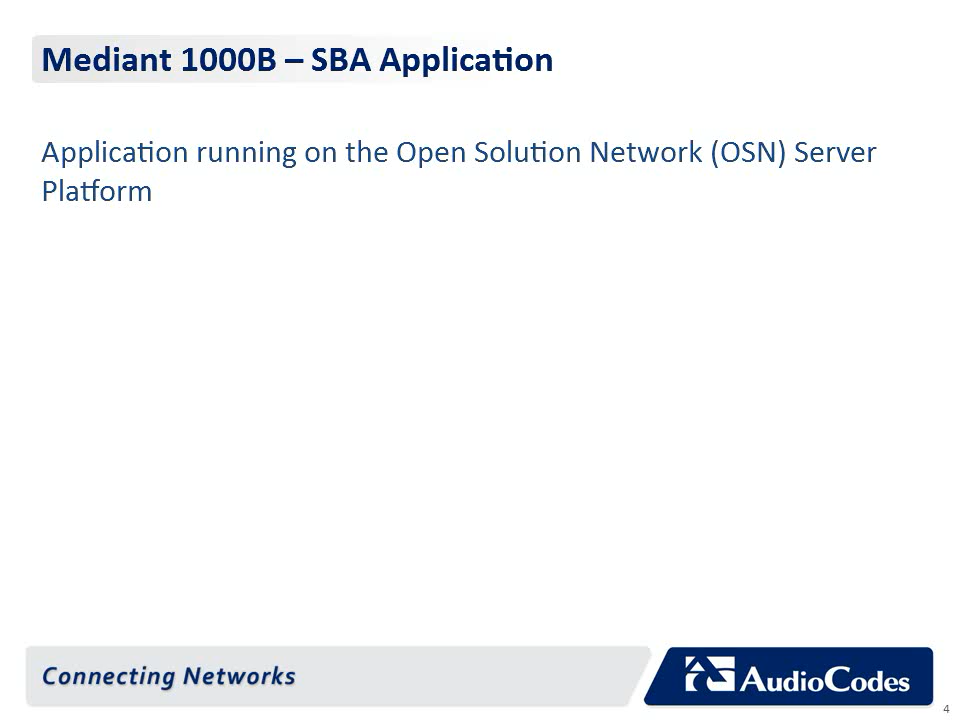 Mediant 1000B – SBA Application
Application running on the Open Solution Network (OSN) Server
Platform
Connecting Networks
AudioCodes
4